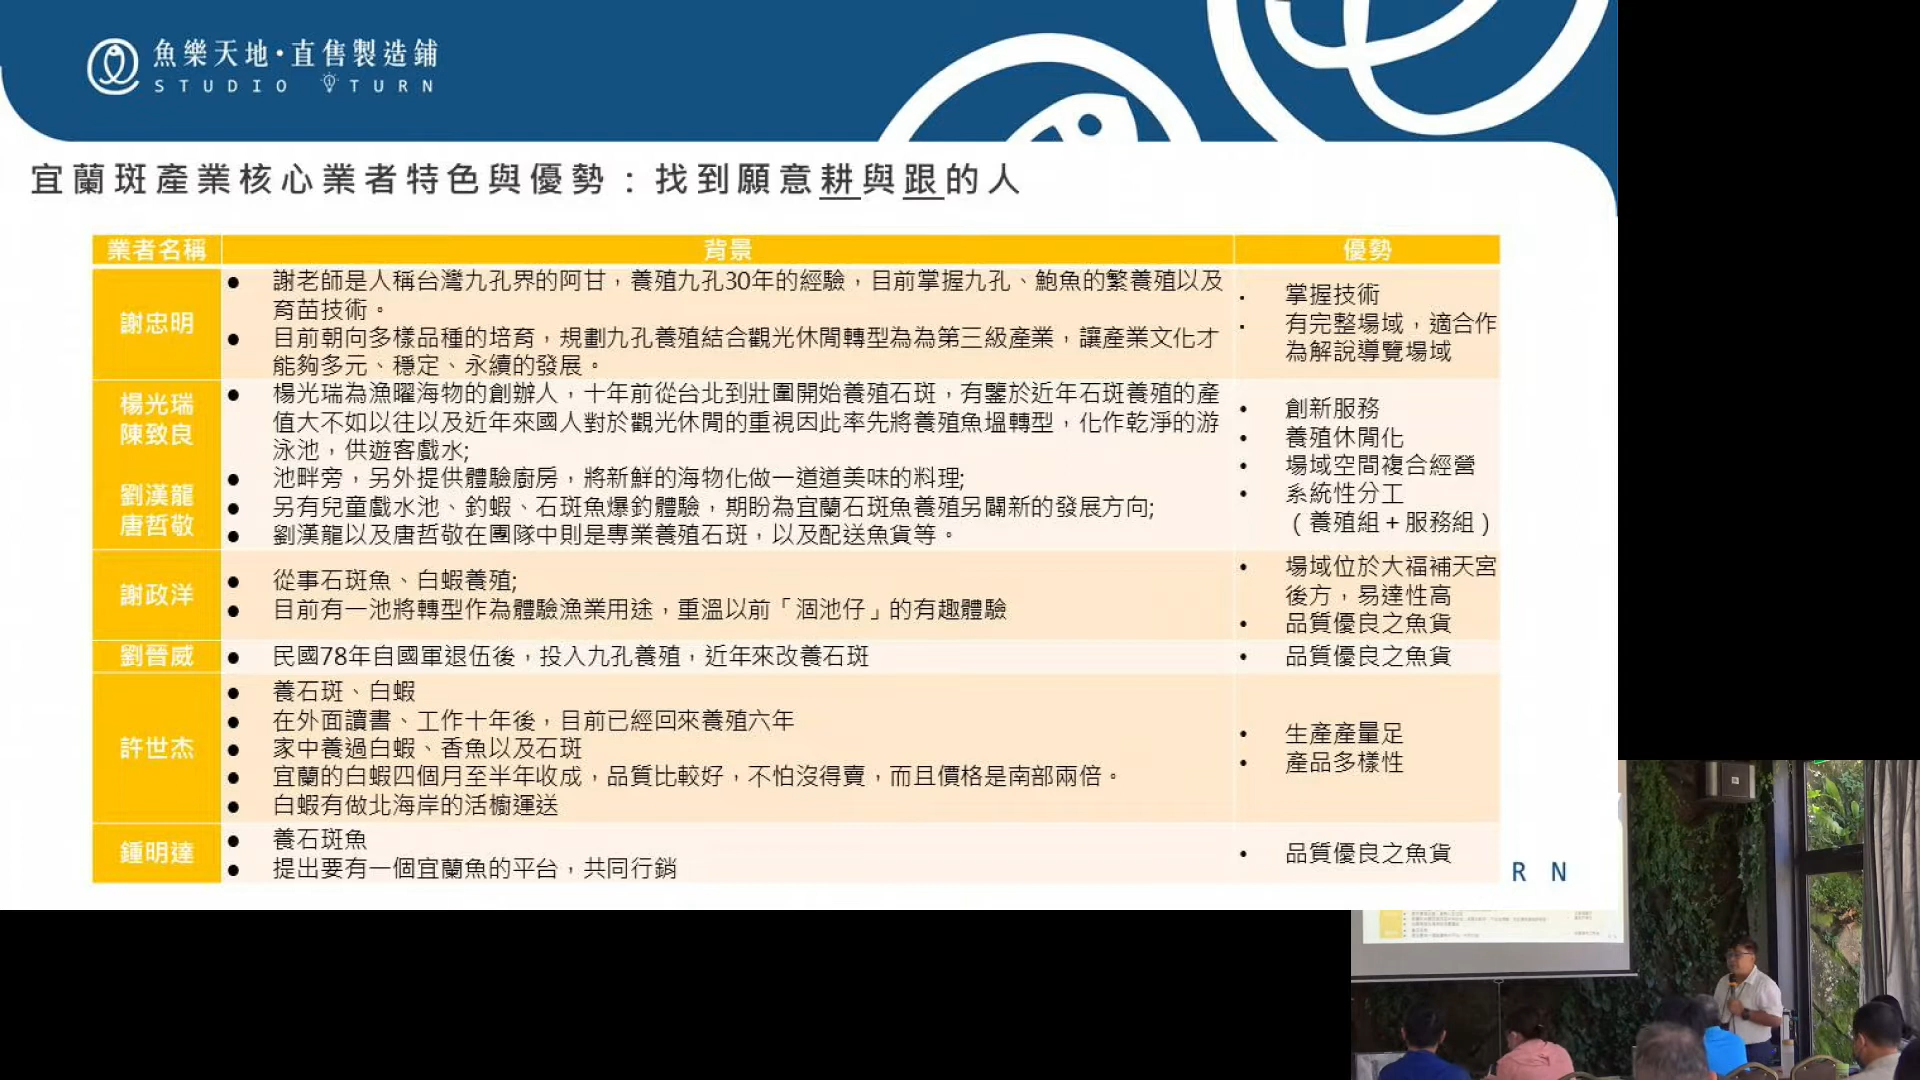 魚樂天地·直售製造鋪
STUDIO TURN
宜蘭斑產業核心業者特色與優勢：找到願意耕與跟的人
業者名稱 背景 優勢
謝忠明
● 謝老師是人稱台灣九孔界的阿甘，養殖九孔30年的經驗，目前掌握九孔、鮑魚的繁養殖以及
育苗技術。
● 目前朝向多樣品種的培育，規劃九孔養殖結合觀光休閒轉型為為第三級產業，讓產業文化才
能夠多元、穩定、永續的發展。
· 掌握技術
· 有完整場域，適合作
為解說導覽場域
楊光瑞
陳致良
劉漢龍
唐哲敬
● 楊光瑞為漁曜海物的創辦人，十年前從台北到壯圍開始養殖石斑，有鑒於近年石斑養殖的產
值大不如以往以及近年來國人對於觀光休閒的重視因此率先將養殖魚塭轉型，化作乾淨的游
泳池，供遊客戲水;
● 池畔旁，另外提供體驗廚房，將新鮮的海物化做一道道美味的料理;
● 另有兒童戲水池、釣蝦、石斑魚爆釣體驗，期盼為宜蘭石斑魚養殖另闢新的發展方向;
● 劉漢龍以及唐哲敬在團隊中則是專業養殖石斑，以及配送魚貨等。
• 創新服務
• 養殖休閒化
• 場域空間複合經營
• 系統性分工
（養殖組+服務組）
謝政洋
● 從事石斑魚、白蝦養殖;
● 目前有一池將轉型作為體驗漁業用途，重溫以前「涸池仔」的有趣體驗
• 場域位於大福補天宮
後方，易達性高
• 品質優良之魚貨
劉晉威
● 民國78年自國軍退伍後，投入九孔養殖，近年來改養石斑
• 品質優良之魚貨
許世杰
● 養石斑、白蝦
● 在外面讀書、工作十年後，目前已經回來養殖六年
● 家中養過白蝦、香魚以及石斑
● 宜蘭的白蝦四個月至半年收成，品質比較好，不怕沒得賣，而且價格是南部兩倍。
● 白蝦有做北海岸的活櫥運送
• 生產產量足
• 產品多樣性
鍾明達
● 養石斑魚
● 提出要有一個宜蘭魚的平台，共同行銷
• 品質優良之魚貨
R N